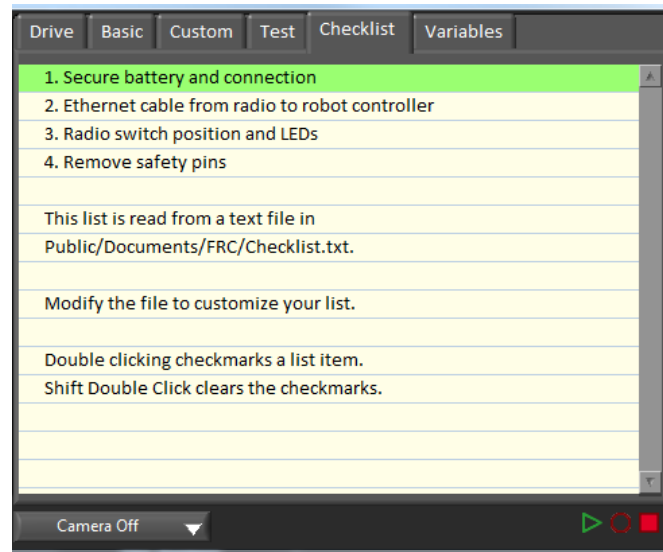 Drive Basic Custom Test Checklist Variables
1. Secure battery and connection
2. Ethernet cable from radio to robot controller
3. Radio switch position and LEDs
4. Remove safety pins
This list is read from a text file in
Public/Documents/FRC/Checklist.txt.
Modify the file to customize your list.
Double clicking checkmarks a list item.
Shift Double Click clears the checkmarks.
Camera Off